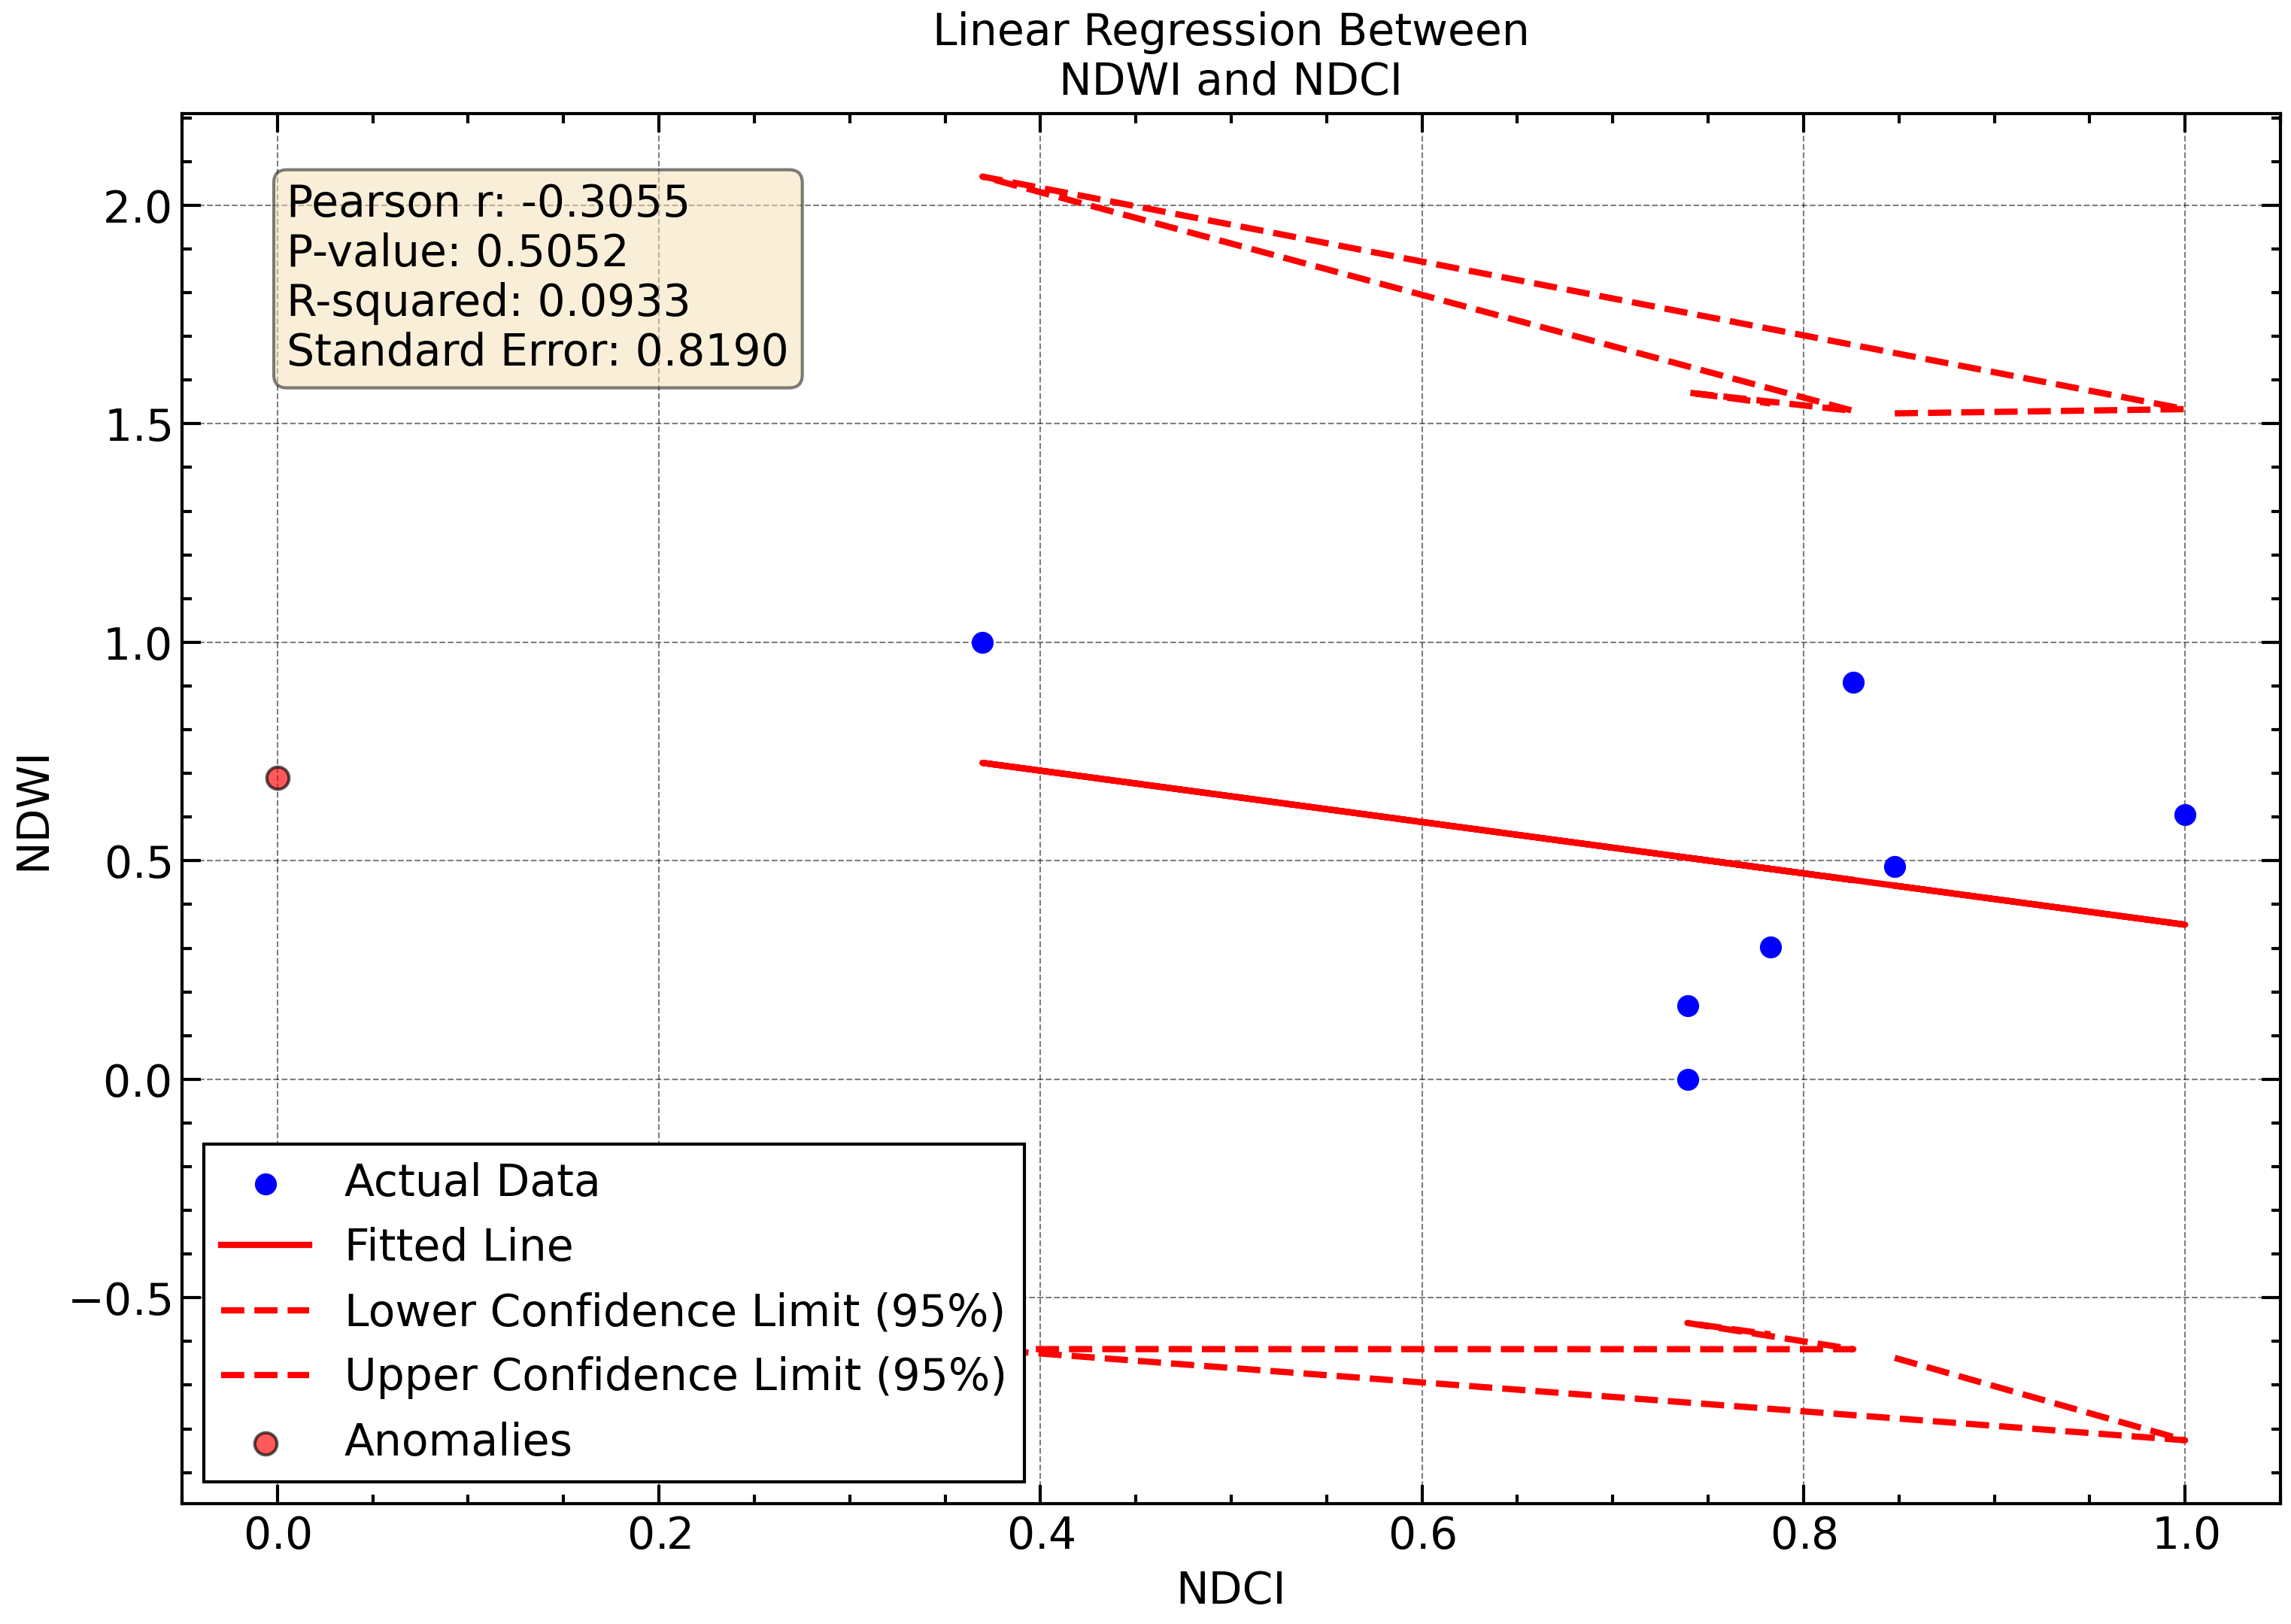 Linear Regression Between
NDWI and NDCI
Pearson r: -0.3055
P-value: 0.5052
R-squared: 0.0933
Standard Error: 0.8190
2.0
1.5
1.0
0.5
0.0
−0.5
NDWI
Actual Data
Fitted Line
Lower Confidence Limit (95%)
Upper Confidence Limit (95%)
Anomalies
0.0 0.2 0.4 0.6 0.8 1.0
NDCI